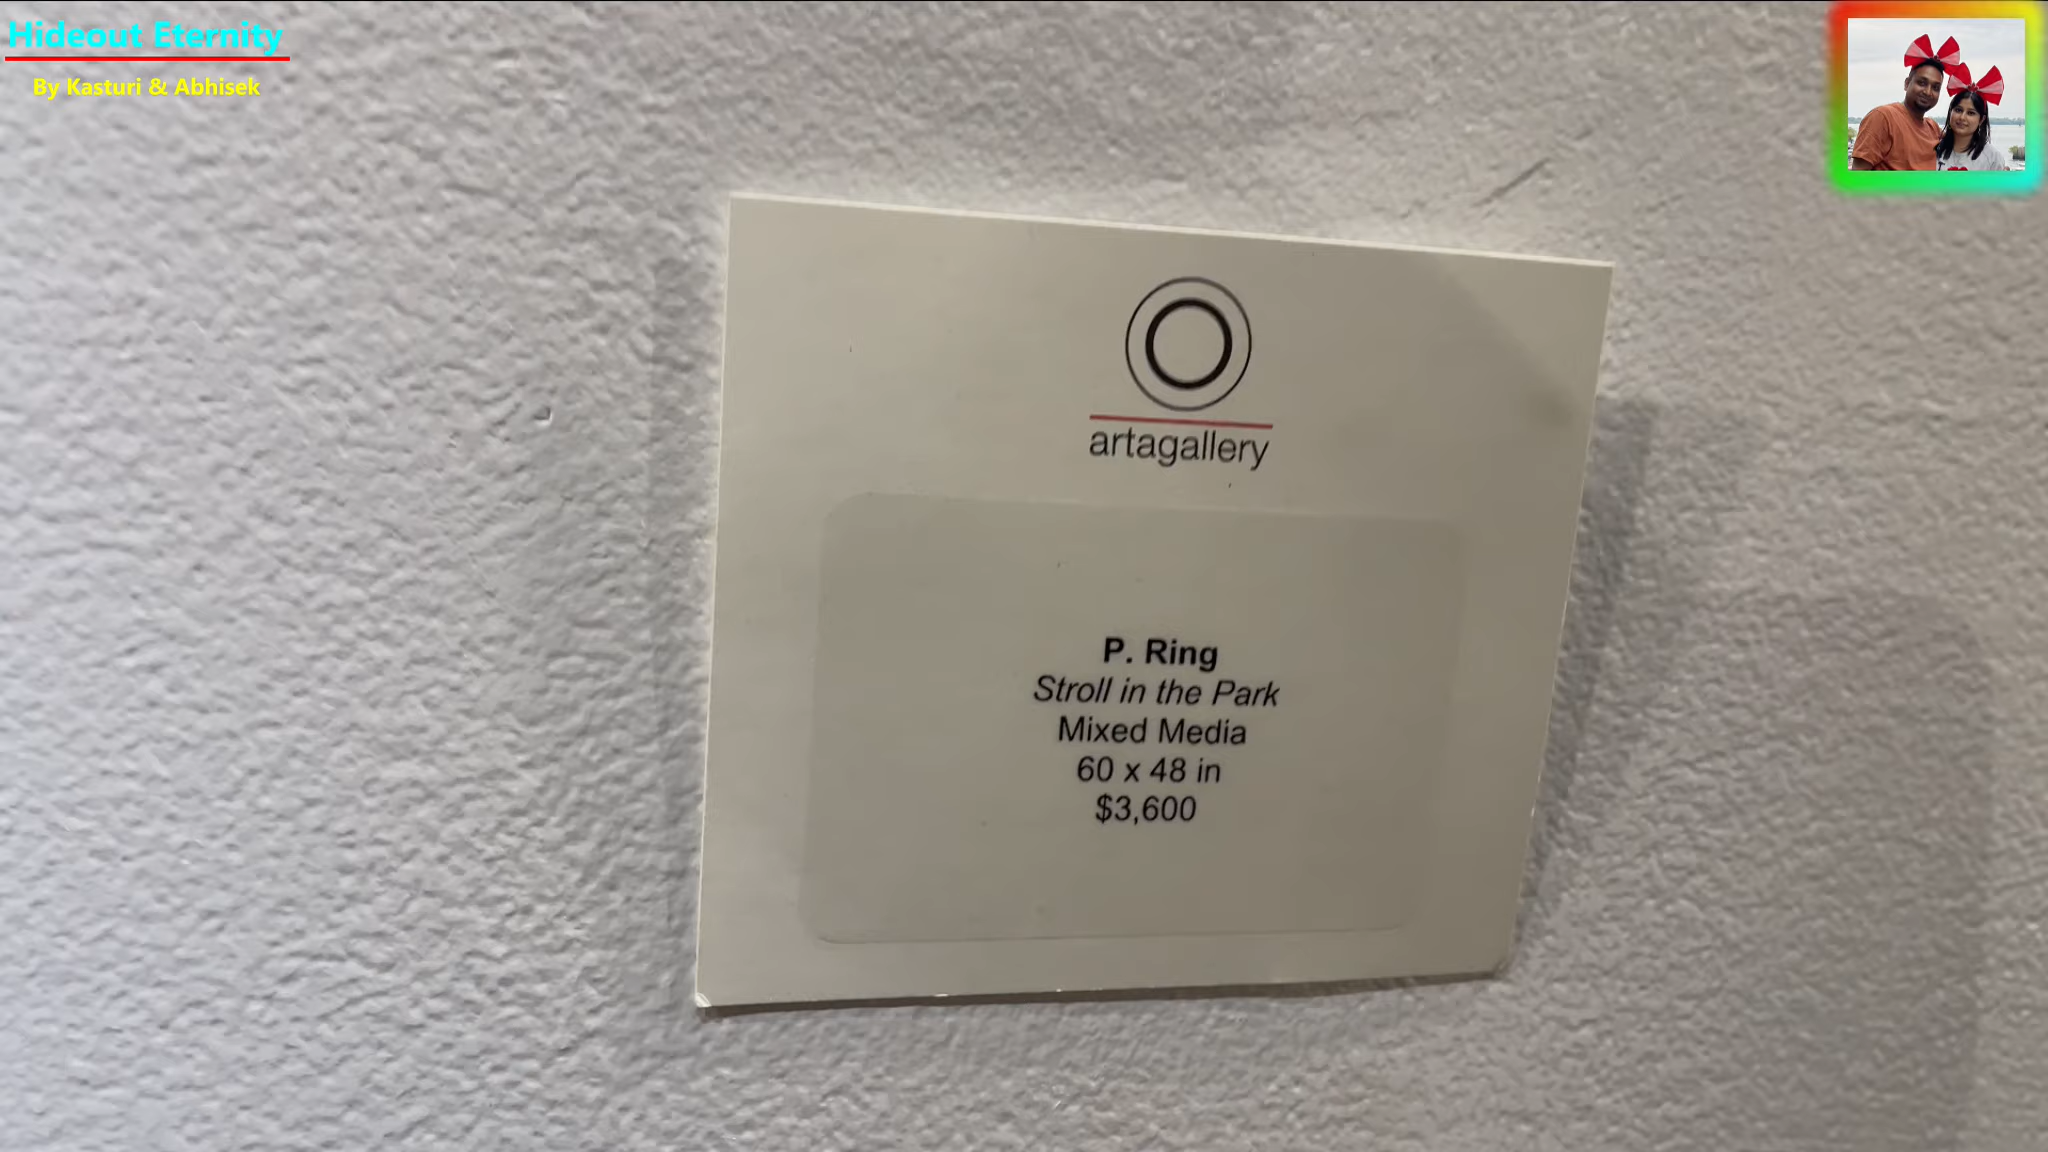 Hideout Eternity
By Kasturi & Abhisek
artagallery
P. Ring
Stroll in the Park
Mixed Media
60 x 48 in
$3,600